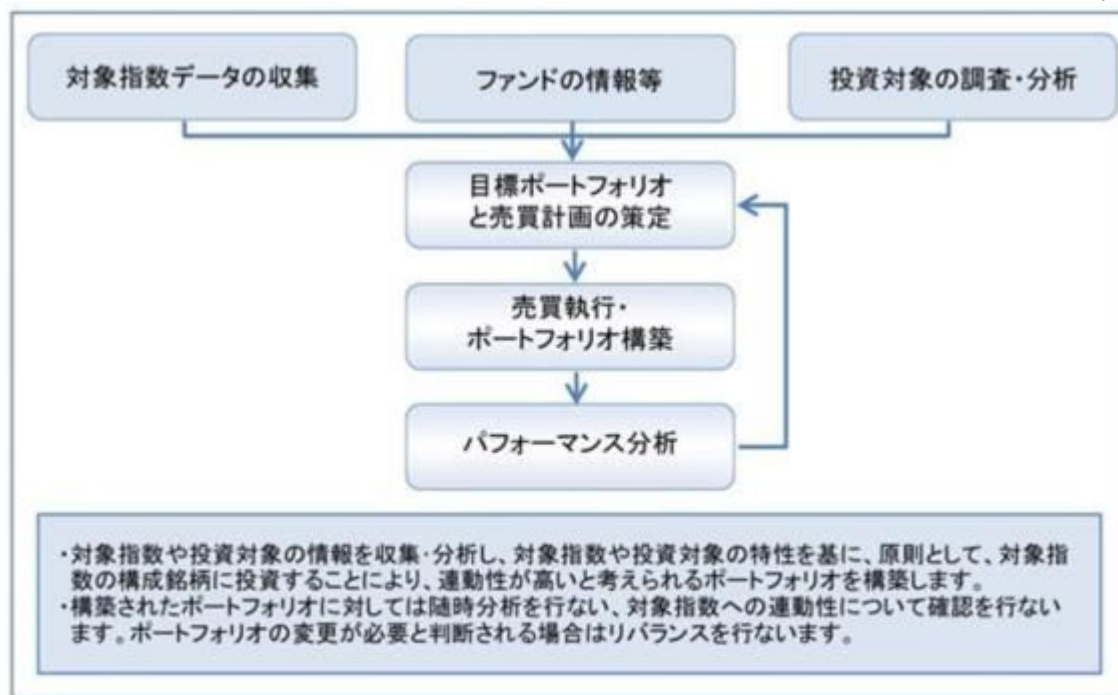 対象指数データの収集
ファンドの情報等
投資対象の調査・分析
目標ポートフォリオ
と売買計画の策定
売買執行・
ポートフォリオ構築
パフォーマンス分析
・対象指数や投資対象の情報を収集・分析し、対象指数や投資対象の特性を基に、原則として、対象指
数の構成銘柄に投資することにより、連動性が高いと考えられるポートフォリオを構築します。
・構築されたポートフォリオに対しては随時分析を行ない、対象指数への連動性について確認を行ない
ます。ポートフォリオの変更が必要と判断される場合はリバランスを行ないます。